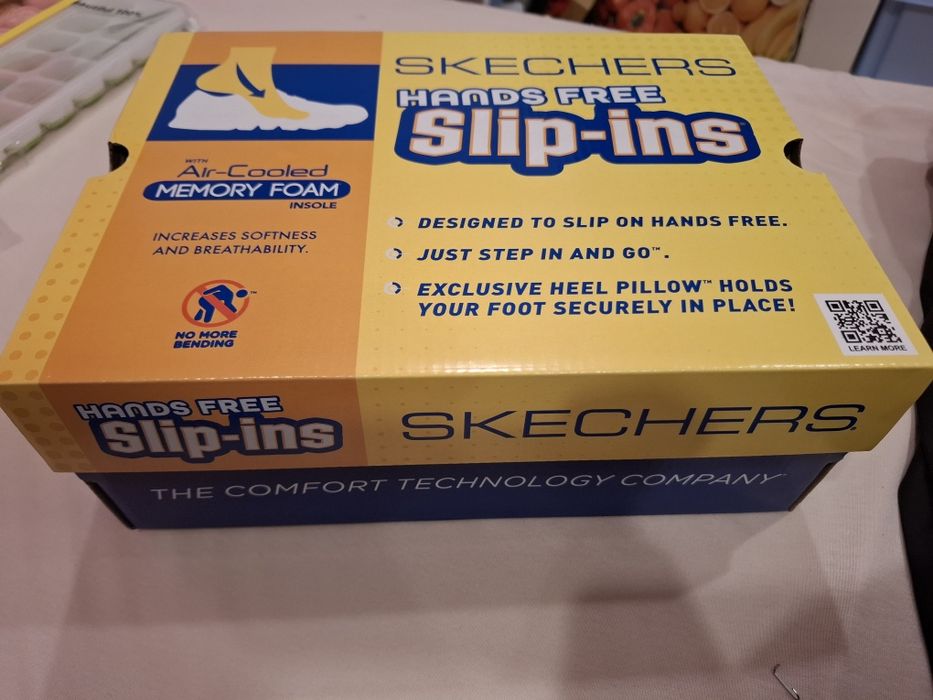 SKECHERS
HANDS FREE
Slip-ins
WITH
Air-Cooled
MEMORY FOAM
INSOLE
INCREASES SOFTNESS
AND BREATHABILITY.
™
NO MORE
BENDING
DESIGNED TO SLIP ON HANDS FREE.
JUST STEP IN AND GO™.
EXCLUSIVE HEEL PILLOW™ HOLDS
YOUR FOOT SECURELY IN PLACE!
LEARN MORE
HANDS FREE
Slip-ins
SKECHERS.
THE COMFORT TECHNOLOGY COMPANY